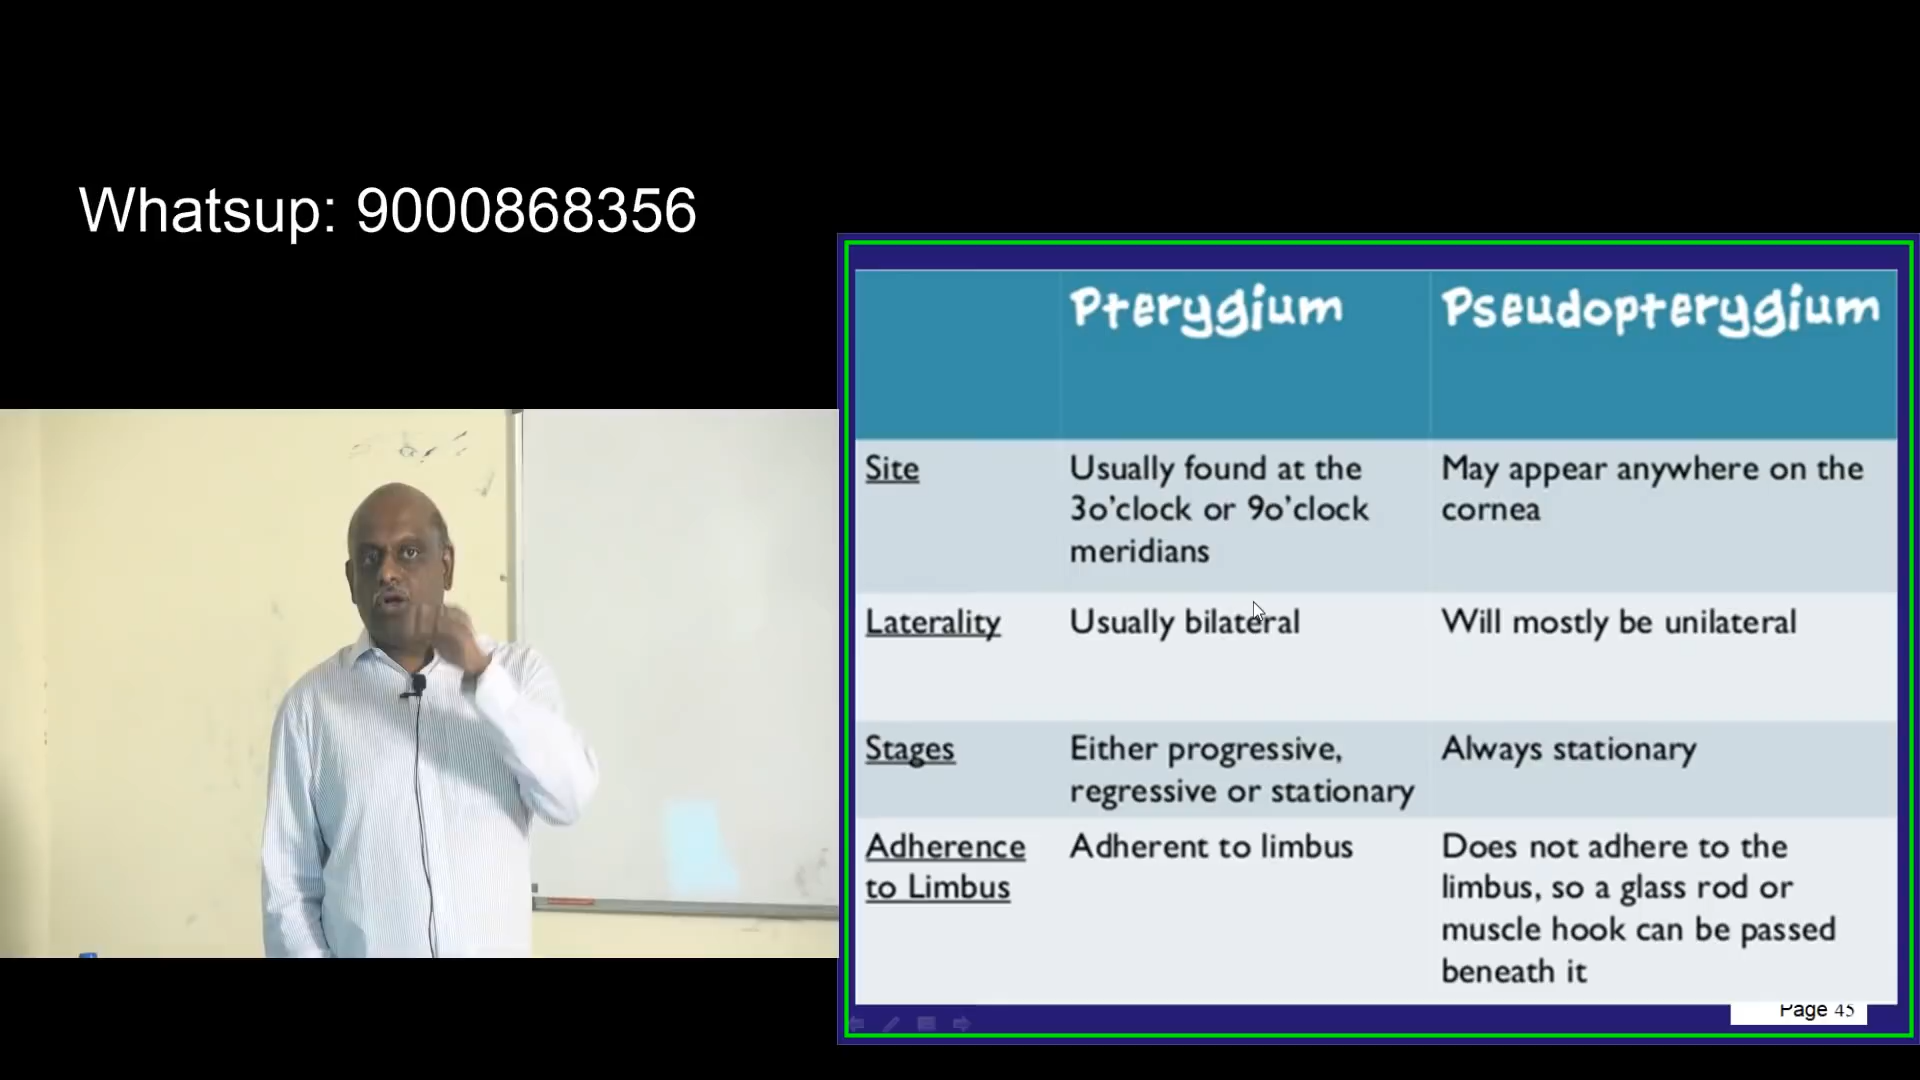 Whatsup: 9000868356
Pterygium
Pseudopterygium
Site
Usually found at the
3o'clock or 9o'clock
meridians
May appear anywhere on the
cornea
Laterality
Usually bilateral
Will mostly be unilateral
Stages
Either progressive,
regressive or stationary
Always stationary
Adherence
to Limbus
Adherent to limbus
Does not adhere to the
limbus, so a glass rod or
muscle hook can be passed
beneath it
Page 45